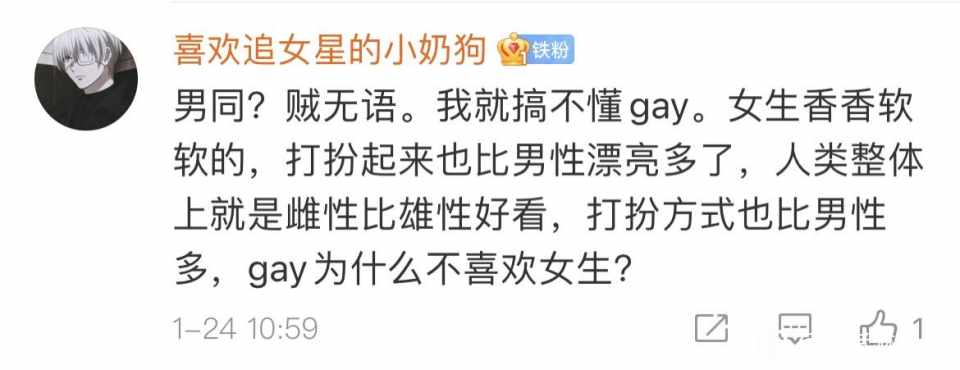 喜欢追女星的小奶狗 铁粉
男同？贼无语。我就搞不懂gay。女生香香软
软的，打扮起来也比男性漂亮多了，人类整体
上就是雌性比雄性好看，打扮方式也比男性
多，gay为什么不喜欢女生？
1-24 10:59 1